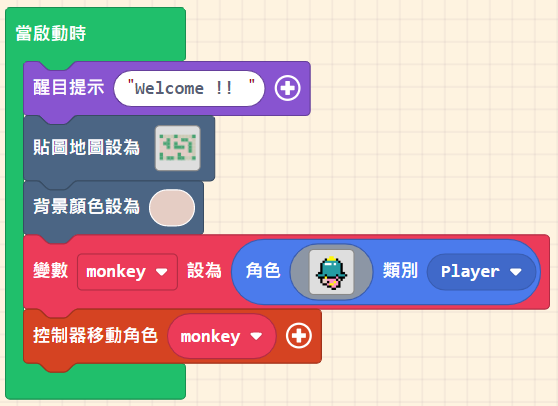 當啟動時
醒目提示 "Welcome !! "
貼圖地圖設為
背景顏色設為
變數 monkey 設為 角色 類別 Player
控制器移動角色 monkey